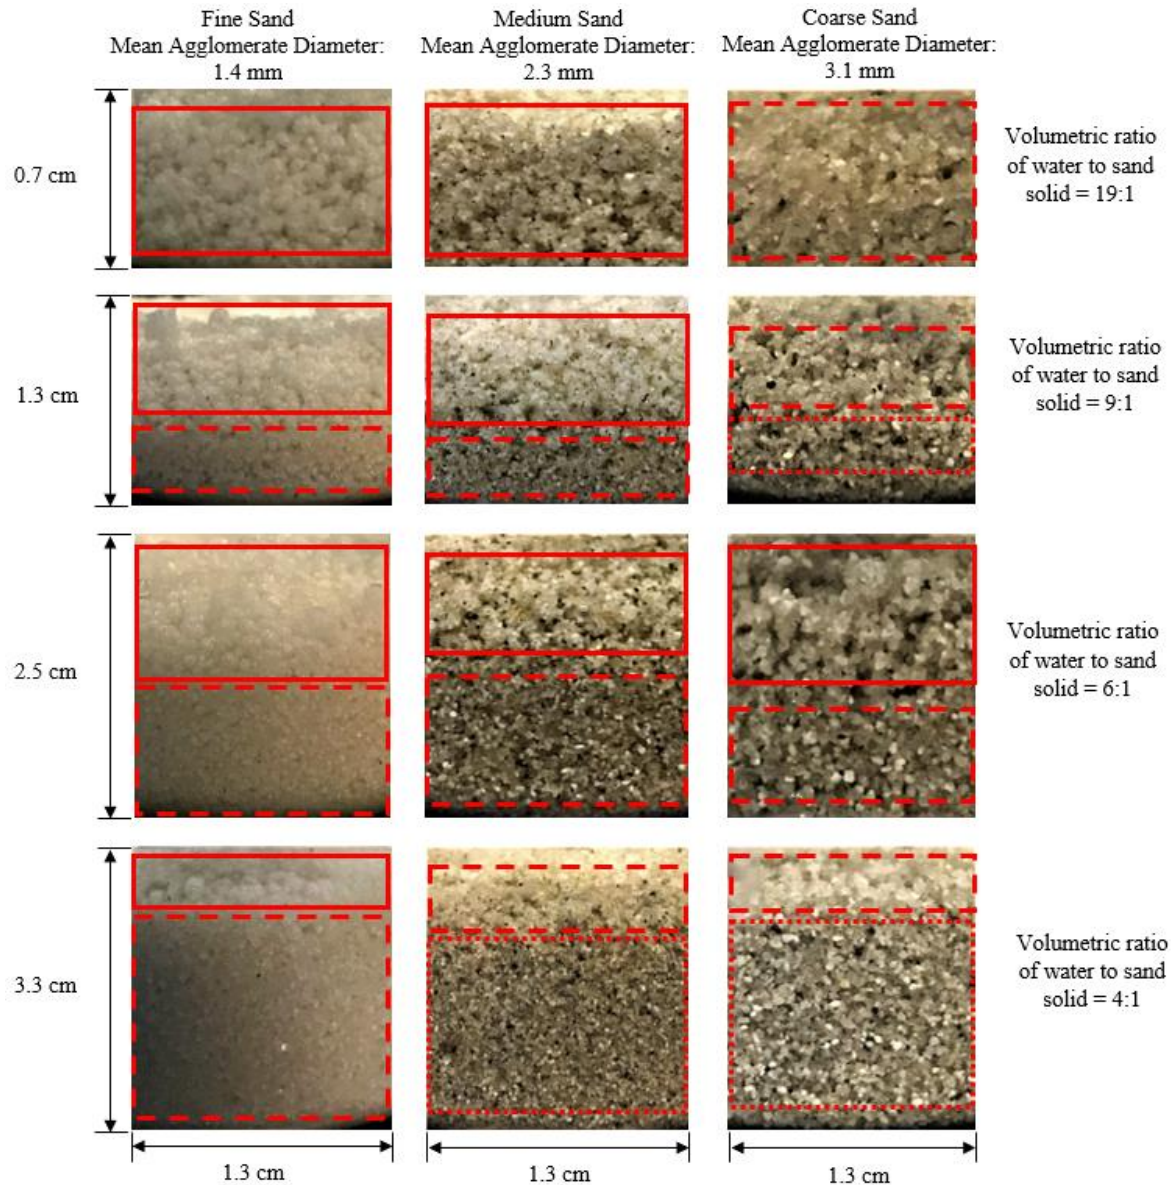 Fine Sand
Mean Agglomerate Diameter:
1.4 mm
Medium Sand
Mean Agglomerate Diameter:
2.3 mm
Coarse Sand
Mean Agglomerate Diameter:
3.1 mm
0.7 cm
Volumetric ratio
of water to sand
solid = 19:1
1.3 cm
Volumetric ratio
of water to sand
solid = 9:1
2.5 cm
Volumetric ratio
of water to sand
solid = 6:1
3.3 cm
Volumetric ratio
of water to sand
solid = 4:1
1.3 cm
1.3 cm
1.3 cm